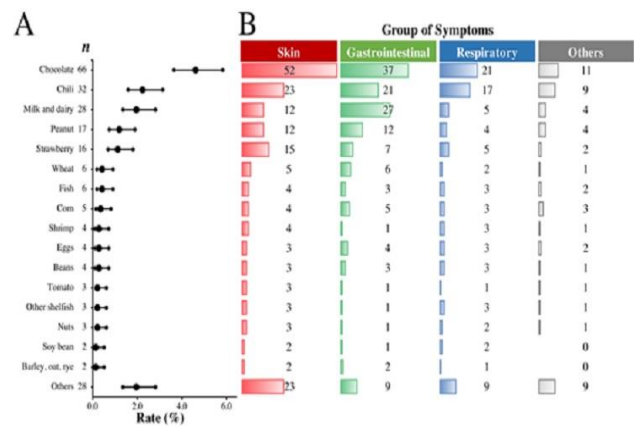 A
B
n
Group of Symptoms
Skin Gastrointestinal Respiratory Others
Chocolate 66 52 37 21 11
Chili 32 23 21 17 9
Milk and dairy 28 12 27 5 4
Peanut 17 12 12 4 4
Strawberry 16 15 7 5 2
Wheat 6 5 6 2 1
Fish 6 4 3 3 2
Corn 5 4 5 3 3
Shrimp 4 4 1 3 1
Eggs 4 3 4 3 2
Beans 4 3 3 3 1
Tomato 3 3 1 1 1
Other shelfish 3 3 1 3 1
Nuts 3 3 1 2 1
Soy bean 2 2 1 2 0
Barley, oat, rye 2 2 2 1 0
Others 28 23 9 9 9
0.0 2.0 4.0 6.0
Rate (%)